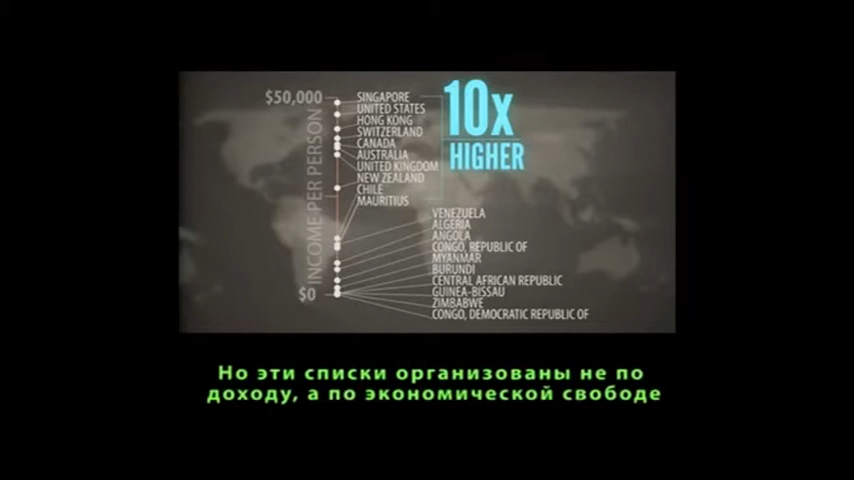 $50,000
INCOME PER PERSON
$0
SINGAPORE
UNITED STATES
HONG KONG
SWITZERLAND
CANADA
AUSTRALIA
UNITED KINGDOM
NEW ZEALAND
CHILE
MAURITIUS
10x
HIGHER
VENEZUELA
ALGERIA
ANGOLA
CONGO, REPUBLIC OF
MYANMAR
BURUNDI
CENTRAL AFRICAN REPUBLIC
GUINEA-BISSAU
ZIMBABWE
CONGO, DEMOCRATIC REPUBLIC OF
Но эти списки организованы не по
доходу, а по экономической свободе